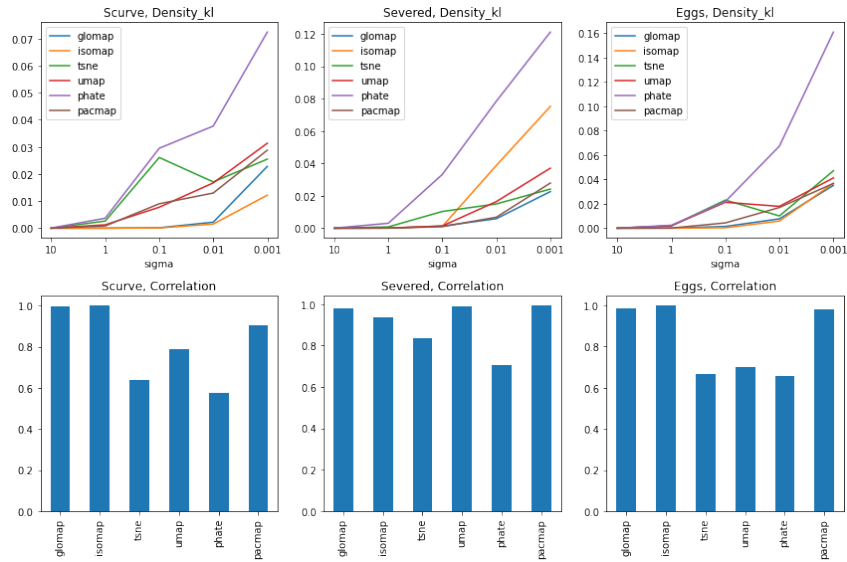 Scurve, Density_kl
0.07
0.06
0.05
0.04
0.03
0.02
0.01
0.00
glomap
isomap
tsne
umap
phate
pacmap
10 1 0.1 0.01 0.001
sigma
Severed, Density_kl
0.12
0.10
0.08
0.06
0.04
0.02
0.00
glomap
isomap
tsne
umap
phate
pacmap
10 1 0.1 0.01 0.001
sigma
Eggs, Density_kl
0.16
0.14
0.12
0.10
0.08
0.06
0.04
0.02
0.00
glomap
isomap
tsne
umap
phate
pacmap
10 1 0.1 0.01 0.001
sigma
Scurve, Correlation
1.0
0.8
0.6
0.4
0.2
0.0
glomap
isomap
tsne
umap
phate
pacmap
Severed, Correlation
1.0
0.8
0.6
0.4
0.2
0.0
glomap
isomap
tsne
umap
phate
pacmap
Eggs, Correlation
1.0
0.8
0.6
0.4
0.2
0.0
glomap
isomap
tsne
umap
phate
pacmap